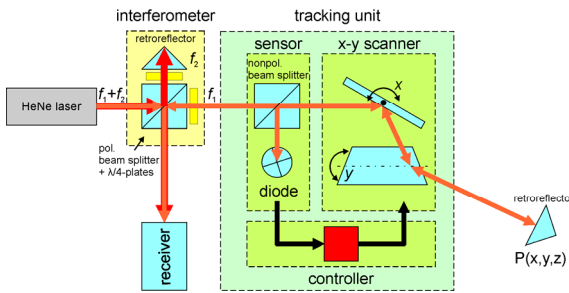 interferometer
tracking unit
retroreflector
f2
sensor
x-y scanner
nonpol.
beam splitter
x
HeNe laser
f1+f2
f1
pol.
beam splitter
+ λ/4-plates
diode
y
receiver
controller
retroreflecto
P(x,y,z)